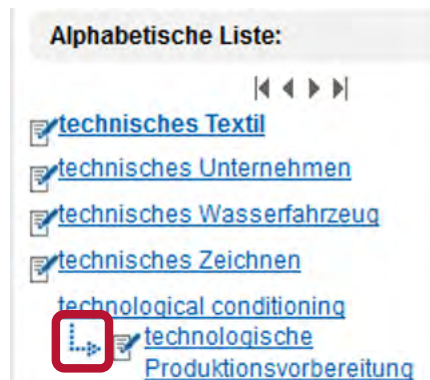 Alphabetische Liste:
technisches Textil
technisches Unternehmen
technisches Wasserfahrzeug
technisches Zeichnen
technological conditioning
technologische
Produktionsvorbereitung